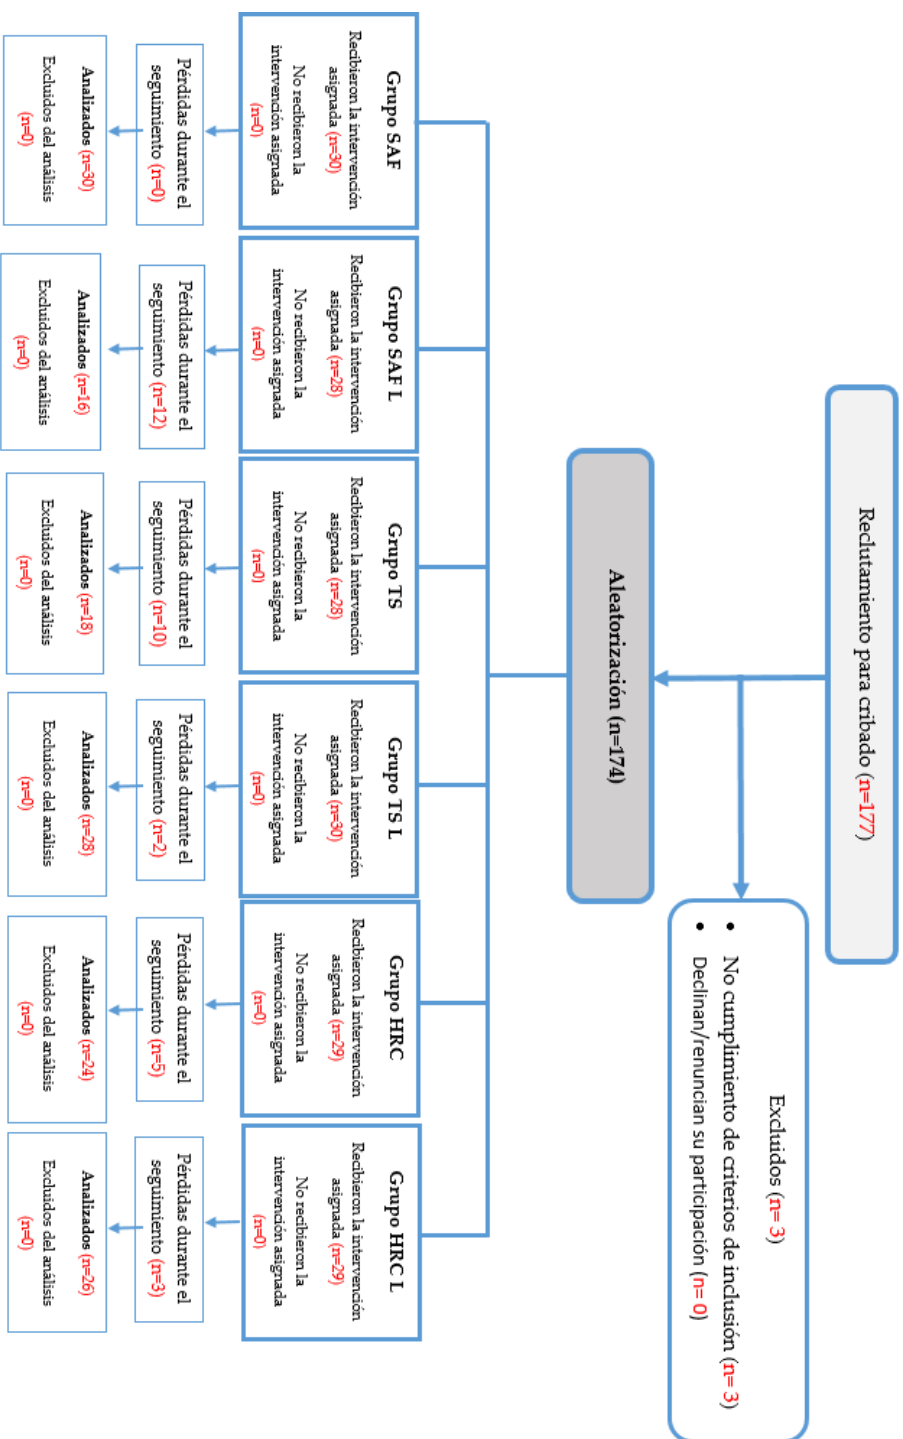 Reclutamiento para cribado (n=177)
Excluidos (n= 3)
• No cumplimiento de criterios de inclusión (n= 3)
• Declinan/renuncian su participación (n= 0)
Aleatorización (n=174)
Grupo SAF
Recibieron la intervención
asignada (n=30)
No recibieron la
intervención asignada
(n=0)
Pérdidas durante el
seguimiento (n=0)
Analizados (n=30)
Excluidos del análisis
(n=0)
Grupo SAF L
Recibieron la intervención
asignada (n=28)
No recibieron la
intervención asignada
(n=0)
Pérdidas durante el
seguimiento (n=12)
Analizados (n=16)
Excluidos del análisis
(n=0)
Grupo TS
Recibieron la intervención
asignada (n=28)
No recibieron la
intervención asignada
(n=0)
Pérdidas durante el
seguimiento (n=10)
Analizados (n=18)
Excluidos del análisis
(n=0)
Grupo TS L
Recibieron la intervención
asignada (n=30)
No recibieron la
intervención asignada
(n=0)
Pérdidas durante el
seguimiento (n=2)
Analizados (n=28)
Excluidos del análisis
(n=0)
Grupo HRC
Recibieron la intervención
asignada (n=29)
No recibieron la
intervención asignada
(n=0)
Pérdidas durante el
seguimiento (n=5)
Analizados (n=24)
Excluidos del análisis
(n=0)
Grupo HRC L
Recibieron la intervención
asignada (n=29)
No recibieron la
intervención asignada
(n=0)
Pérdidas durante el
seguimiento (n=3)
Analizados (n=26)
Excluidos del análisis
(n=0)